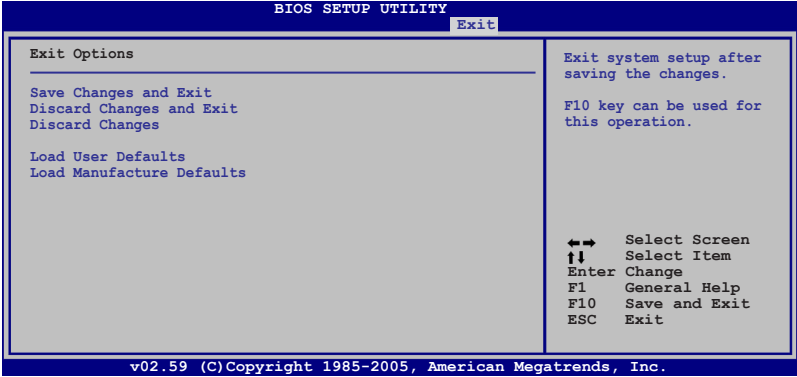 BIOS SETUP UTILITY
Exit
Exit Options
Save Changes and Exit
Discard Changes and Exit
Discard Changes
Load User Defaults
Load Manufacture Defaults
Exit system setup after
saving the changes.
F10 key can be used for
this operation.
←→ Select Screen
↑↓ Select Item
Enter Change
F1 General Help
F10 Save and Exit
ESC Exit
v02.59 (C)Copyright 1985-2005, American Megatrends, Inc.